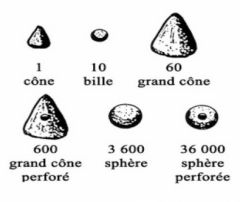 1 10 60
cône bille grand cône
600 3 600 36 000
grand cône sphère sphère
perforé perforée